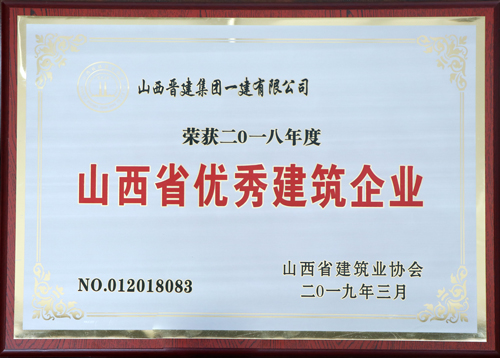 山西晋建集团一建有限公司
荣获二0一八年度
山西省优秀建筑企业
NO.012018083
山西省建筑业协会
二0一九年三月